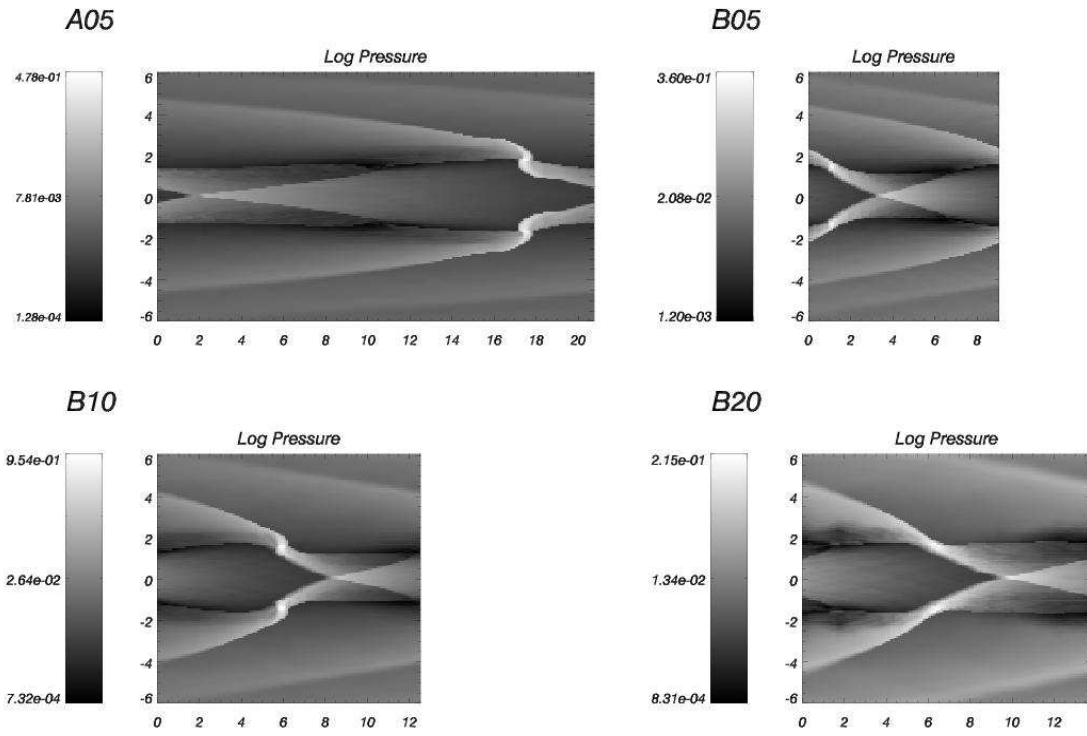 A05
Log Pressure
4.78e-01
7.81e-03
1.28e-04
6
4
2
0
-2
-4
-6
0 2 4 6 8 10 12 14 16 18 20
B05
Log Pressure
3.60e-01
2.08e-02
1.20e-03
6
4
2
0
-2
-4
-6
0 2 4 6 8
B10
Log Pressure
9.54e-01
2.64e-02
7.32e-04
6
4
2
0
-2
-4
-6
0 2 4 6 8 10 12
B20
Log Pressure
2.15e-01
1.34e-02
8.31e-04
6
4
2
0
-2
-4
-6
0 2 4 6 8 10 12